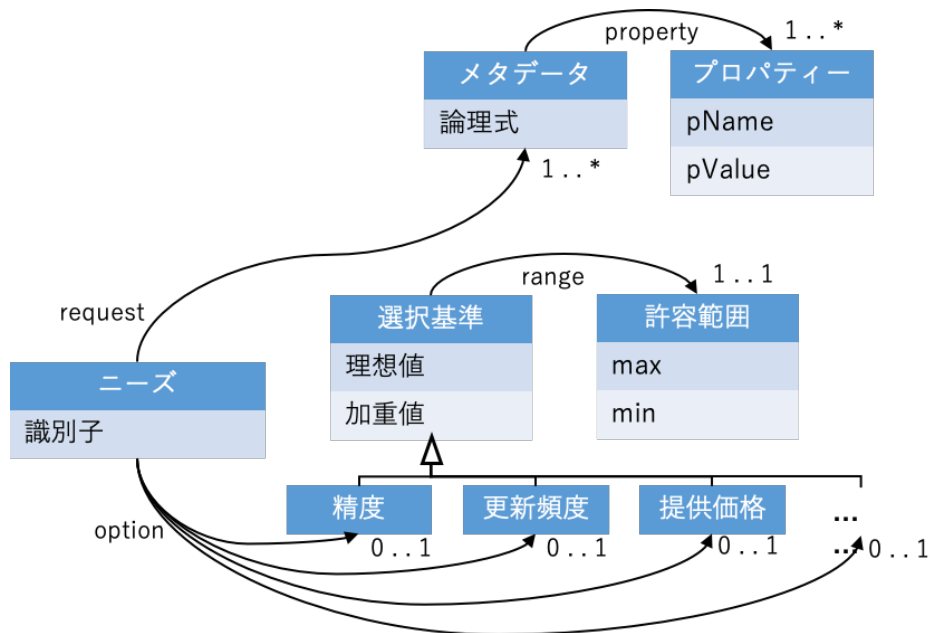 property
1..*
メタデータ
プロパティー
論理式
pName
1..*
pValue
range
1..1
request
選択基準
許容範囲
理想値
max
ニーズ
加重値
min
識別子
精度
更新頻度
提供価格
...
option
0..1
0..1
0..1
...
0..1